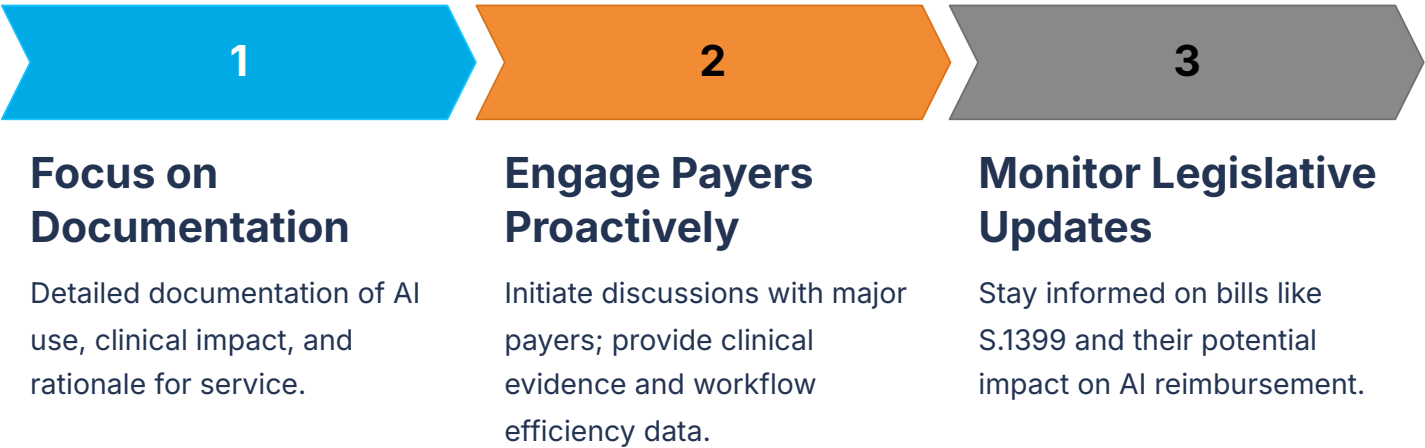 1
Focus on
Documentation
Detailed documentation of AI
use, clinical impact, and
rationale for service.
2
Engage Payers
Proactively
Initiate discussions with major
payers; provide clinical
evidence and workflow
efficiency data.
3
Monitor Legislative
Updates
Stay informed on bills like
S.1399 and their potential
impact on AI reimbursement.